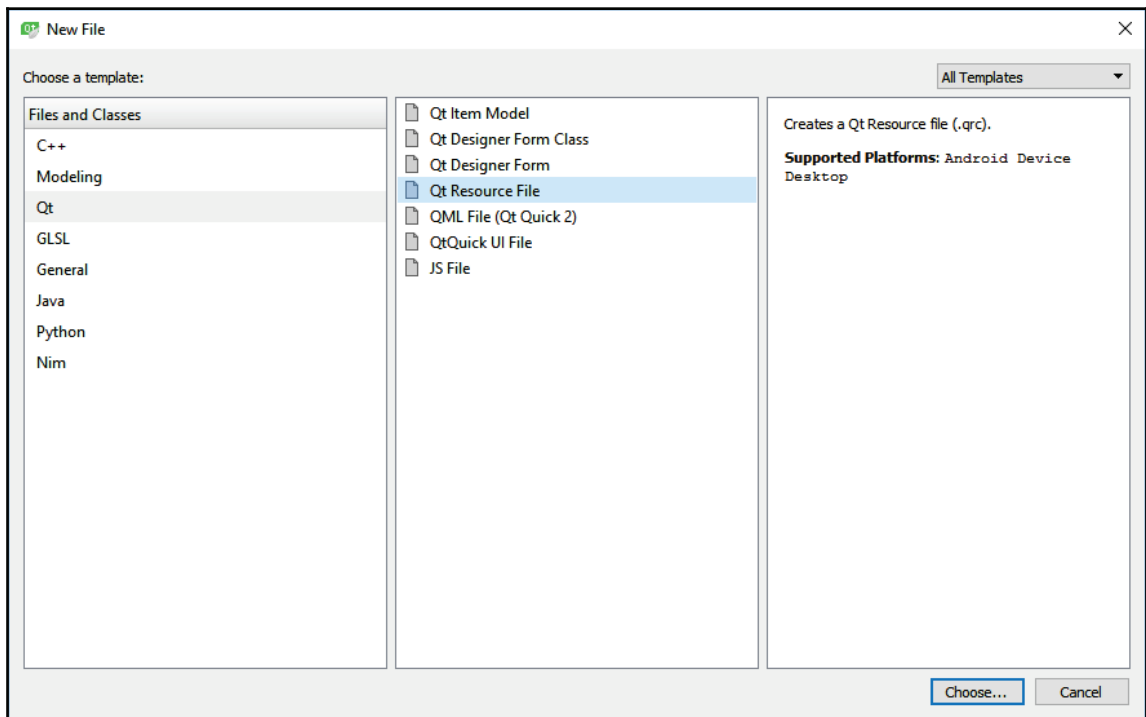 New File
Choose a template:
All Templates
Files and Classes
C++
Modeling
Qt
GLSL
General
Java
Python
Nim
Qt Item Model
Qt Designer Form Class
Qt Designer Form
Qt Resource File
QML File (Qt Quick 2)
QtQuick UI File
JS File
Creates a Qt Resource file (.qrc).
Supported Platforms: Android Device
Desktop
Choose...
Cancel